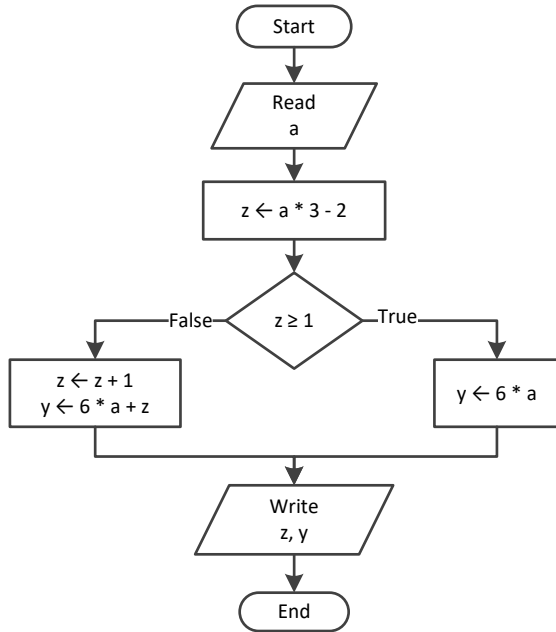 Start
Read
a
z ← a * 3 - 2
z ≥ 1
False
True
z ← z + 1
y ← 6 * a + z
y ← 6 * a
Write
z, y
End